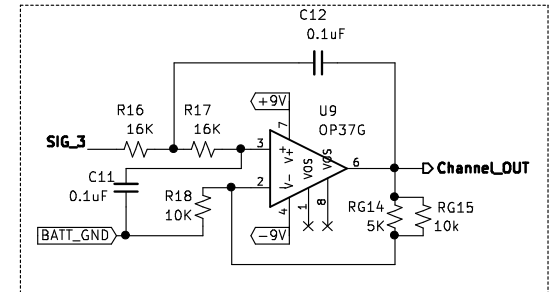 C12
0.1uF
+9V
U9
OP37G
R16
16K
R17
16K
SIG_3
7
3
+
V+
VOS
VOS
6
Channel_OUT
C11
0.1uF
R18
10K
2
-
V-
4
1
8
BATT_GND
-9V
RG14
5K
RG15
10k